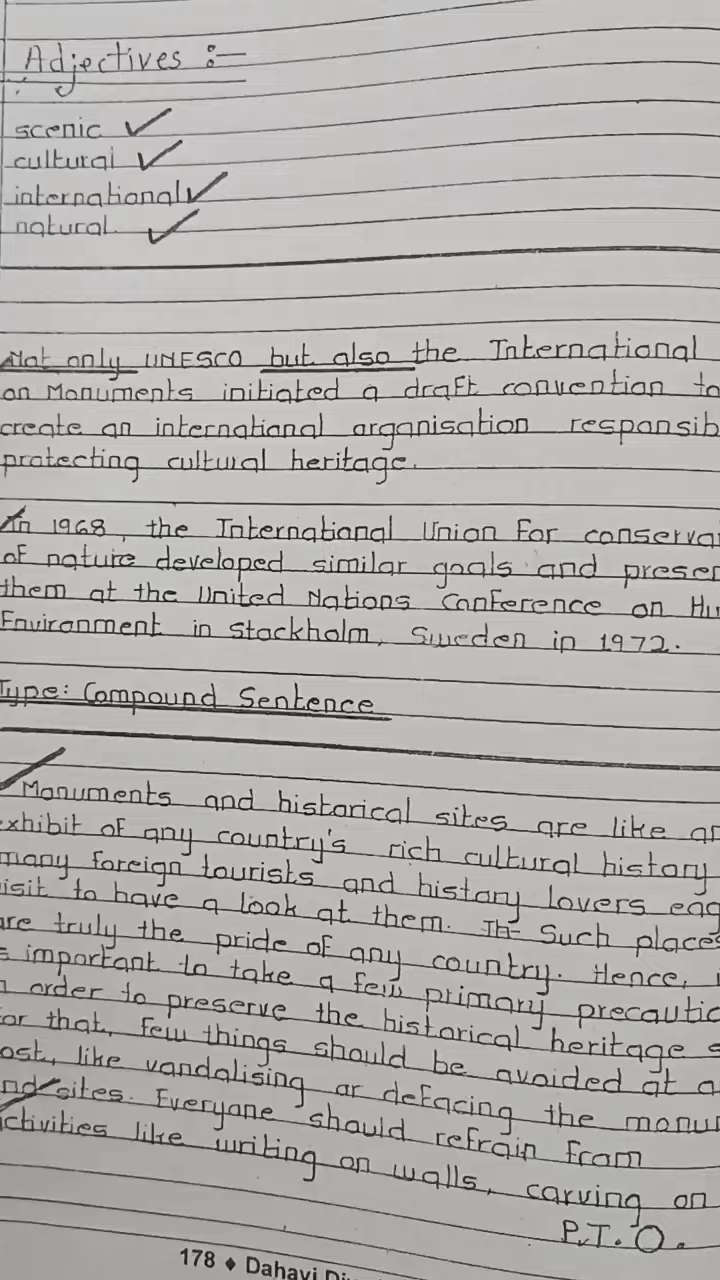 Adjectives :-
scenic
cultural
international
natural
Not only UNESCO but also the International
on Monuments initiated a draft convention to
create an international organisation responsib
protecting cultural heritage.
In 1968, the International Union for conserva
of nature developed similar goals and presen
them at the United Nations Conference on Hu
Environment in Stockholm, Sweden in 1972.
Type: Compound Sentence
Monuments and historical sites are like an
exhibit of any country's rich cultural history
many foreign tourists and history lovers eag
isit to have a look at them. Such places
are truly the pride of any country. Hence, i
s important to take a few primary precautio
n order to preserve the historical heritage s
or that, few things should be avoided at a
ost, like vandalising or defacing the monu
nd sites. Everyone should refrain from
ctivities like writing on walls, carving on
P.T.O.
178 ♦ Dahavi Di